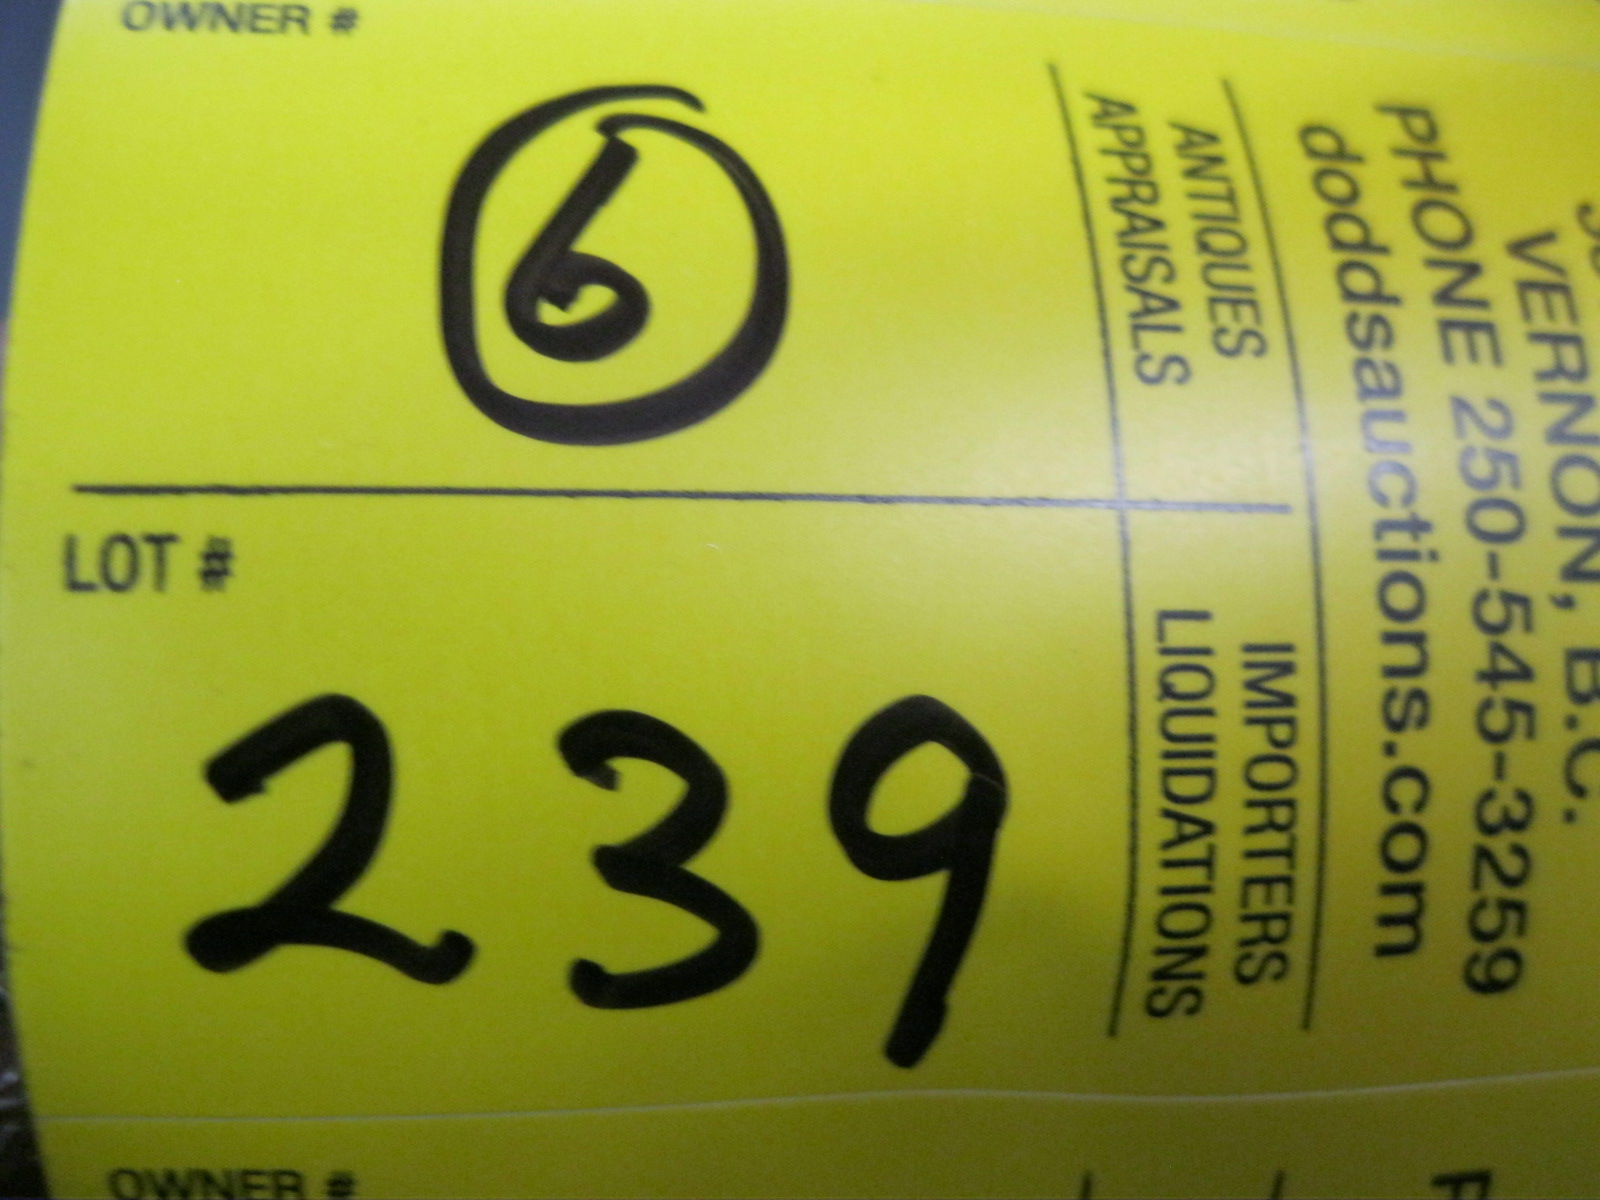 OWNER #
6
LOT #
239
ANTIQUES
APPRAISALS
IMPORTERS
LIQUIDATIONS
VERNON, B.C.
PHONE 250-545-3259
doddsauctions.com
OWNER #